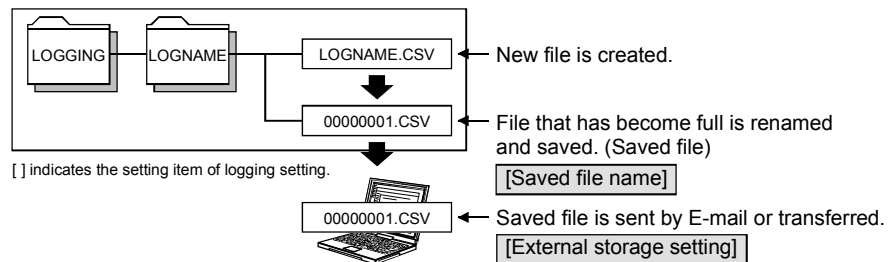 LOGGING
LOGNAME
LOGNAME.CSV
New file is created.
00000001.CSV
File that has become full is renamed
and saved. (Saved file)
[ ] indicates the setting item of logging setting.
[Saved file name]
00000001.CSV
Saved file is sent by E-mail or transferred.
[External storage setting]